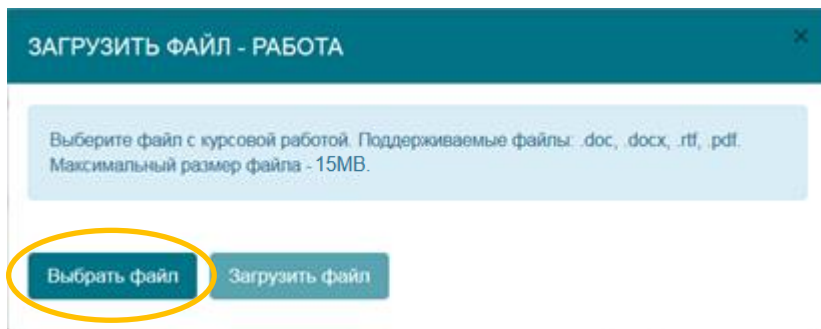 ЗАГРУЗИТЬ ФАЙЛ - РАБОТА
Выберите файл с курсовой работой. Поддерживаемые файлы: .doc, .docx, .rtf, .pdf.
Максимальный размер файла - 15MB.
Выбрать файл Загрузить файл